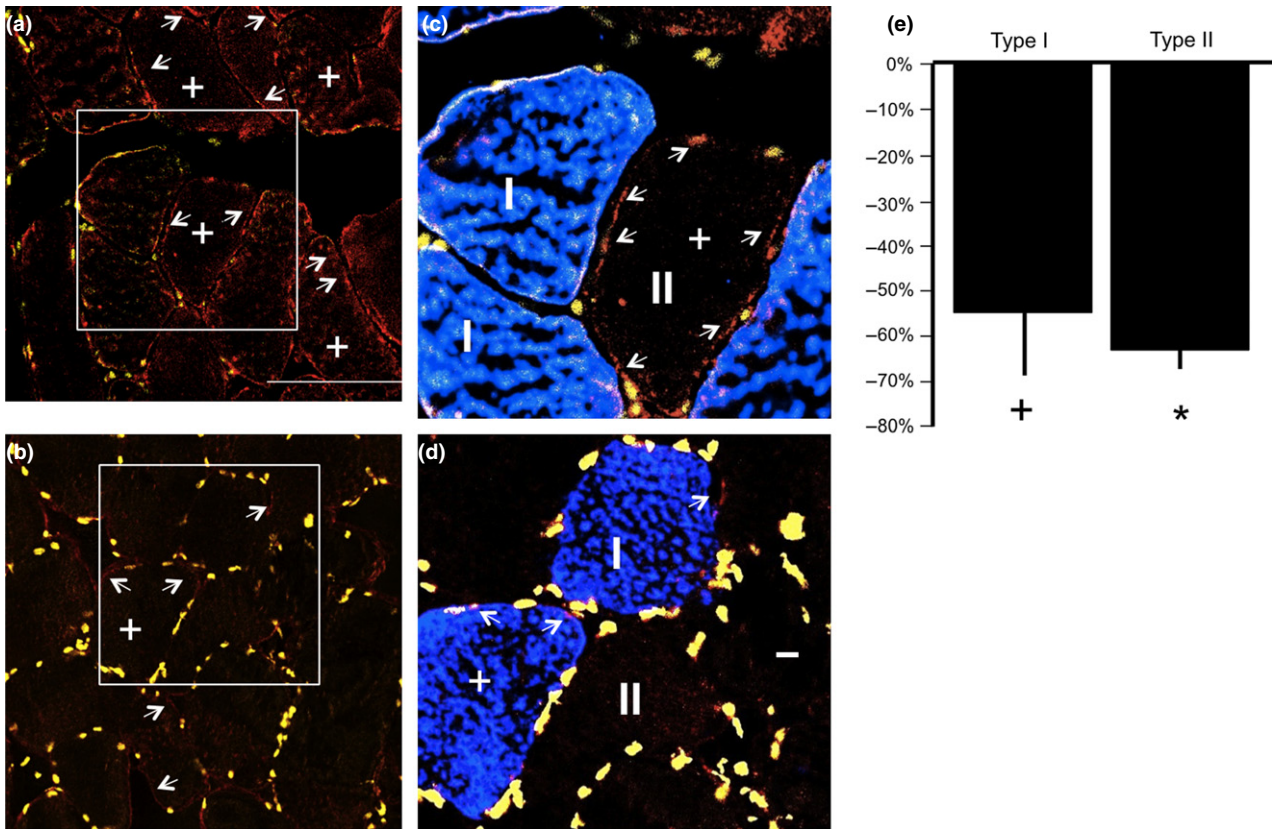 (a)
+
+
+
+
(c)
I
I
II
+
(b)
+
(d)
I
+
II
–
(e)
Type I Type II
0%
–10%
–20%
–30%
–40%
–50%
–60%
–70%
–80%
+ *